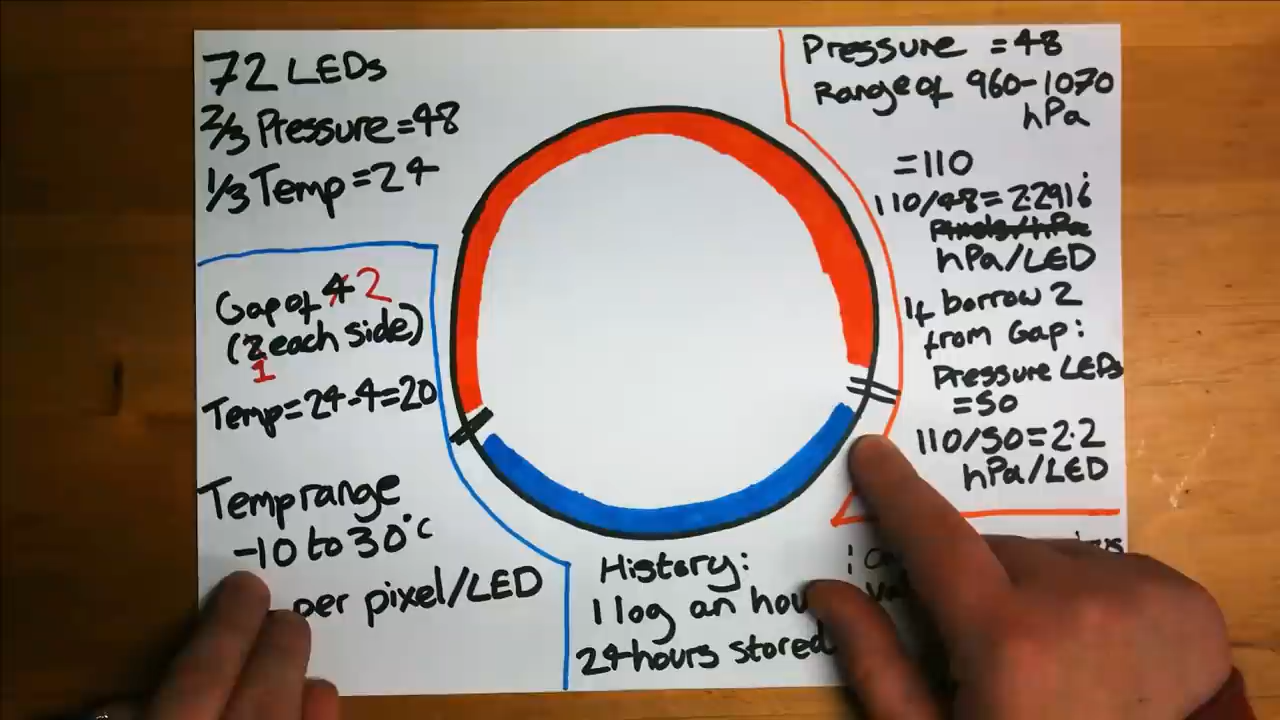 72 LEDs
2/3 Pressure = 48
1/3 Temp = 24
Gap of 4 2
(2 each side)
1
Temp = 24 - 4 = 20
Temp range
-10 to 30°C
per pixel/LED
History:
1 log an hou
24 hours stored
Pressure = 48
Range of 960 - 1070
hPa
= 110
110/48 = 2.2916̇
Pixels/hPa
hPa/LED
If borrow 2
from Gap:
Pressure LEDs
= 50
110/50 = 2.2
hPa/LED